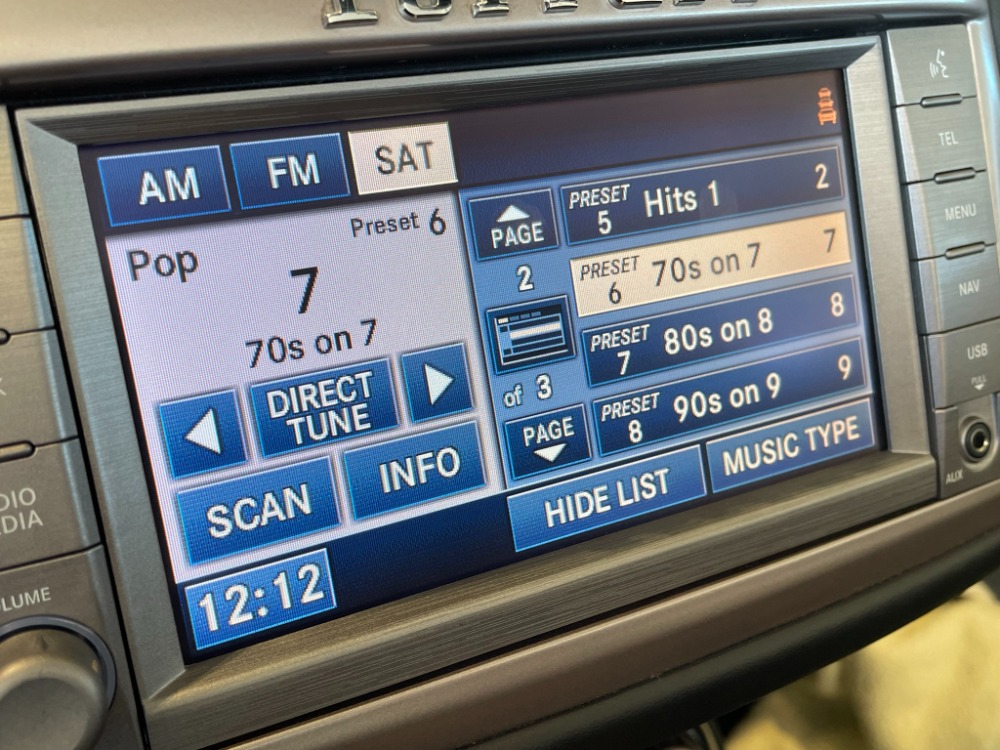 AM FM SAT
Preset 6
Pop
7
70s on 7
DIRECT
TUNE
SCAN
INFO
12:12
PAGE
2
of 3
PAGE
PRESET 5 Hits 1 2
PRESET 6 70s on 7 7
PRESET 7 80s on 8 8
PRESET 8 90s on 9 9
HIDE LIST
MUSIC TYPE
TEL
MENU
NAV
USB
PULL
AUX